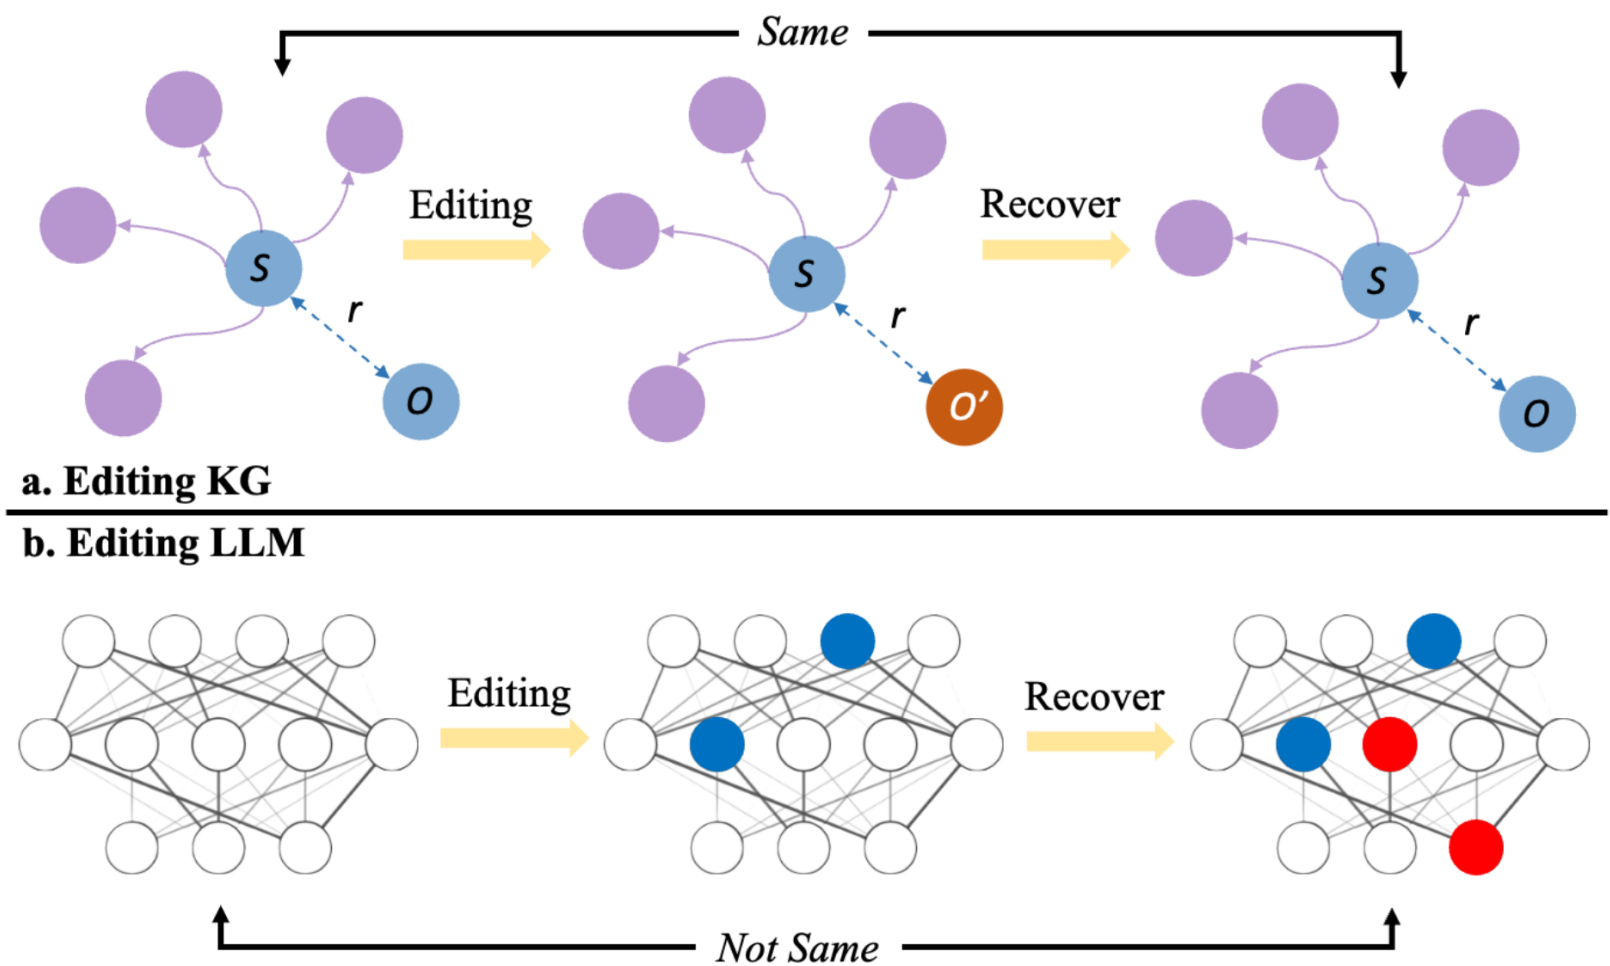 Same
Editing
Recover
S
r
O
S
r
O’
S
r
O
a. Editing KG
b. Editing LLM
Editing
Recover
Not Same